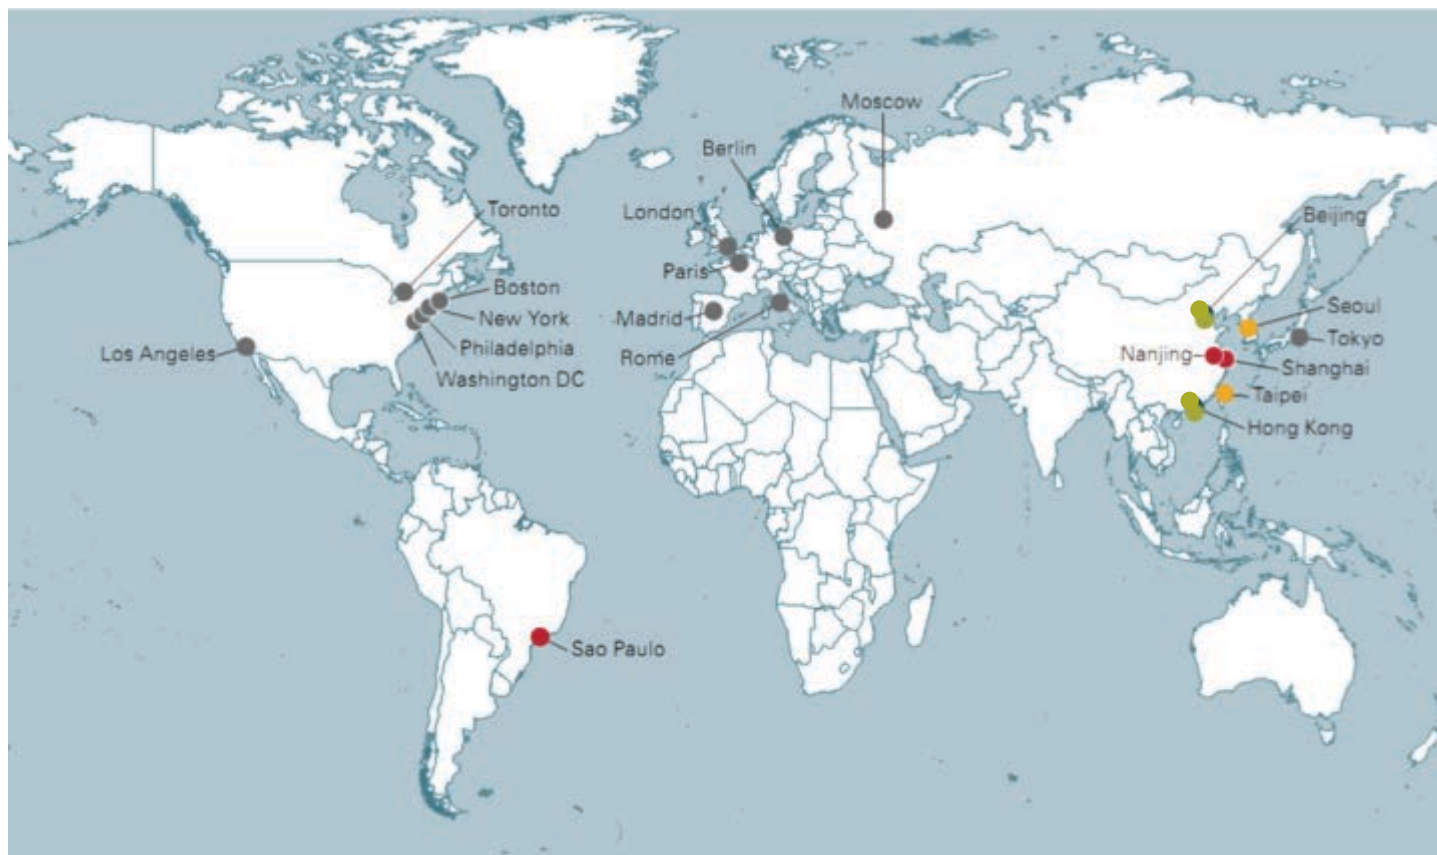 Moscow
Berlin
Toronto
London
Beijing
Paris
Boston
Seoul
New York
Madrid
Tokyo
Philadelphia
Los Angeles
Rome
Nanjing
Shanghai
Washington DC
Taipei
Hong Kong
Sao Paulo